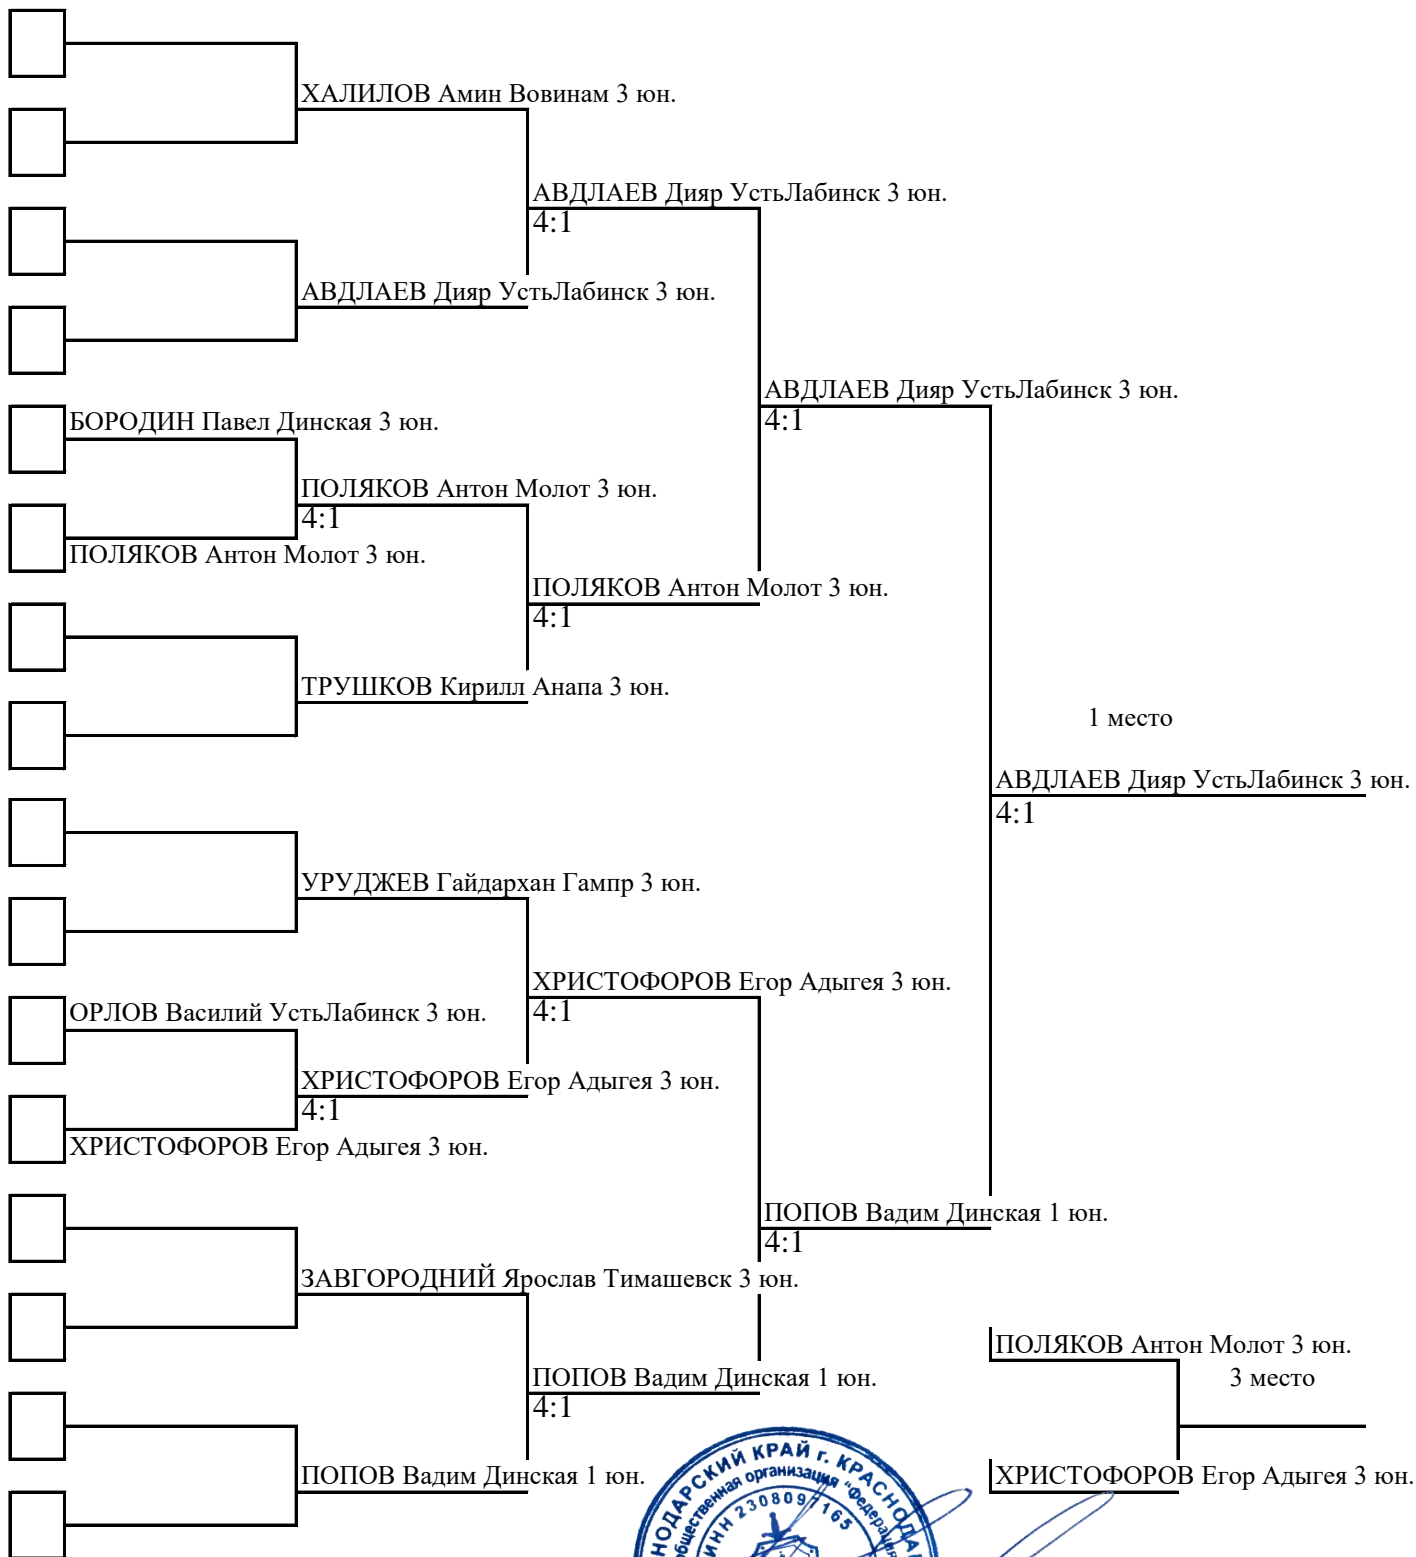 ХАЛИЛОВ Амин Вовинам 3 юн.
АВДЛАЕВ Дияр УстьЛабинск 3 юн.
4:1
АВДЛАЕВ Дияр УстьЛабинск 3 юн.
АВДЛАЕВ Дияр УстьЛабинск 3 юн.
4:1
БОРОДИН Павел Динская 3 юн.
ПОЛЯКОВ Антон Молот 3 юн.
4:1
ПОЛЯКОВ Антон Молот 3 юн.
ПОЛЯКОВ Антон Молот 3 юн.
4:1
ТРУШКОВ Кирилл Анапа 3 юн.
1 место
АВДЛАЕВ Дияр УстьЛабинск 3 юн.
4:1
УРУДЖЕВ Гайдархан Гампр 3 юн.
ХРИСТОФОРОВ Егор Адыгея 3 юн.
4:1
ОРЛОВ Василий УстьЛабинск 3 юн.
ХРИСТОФОРОВ Егор Адыгея 3 юн.
4:1
ХРИСТОФОРОВ Егор Адыгея 3 юн.
ПОПОВ Вадим Динская 1 юн.
4:1
ЗАВГОРОДНИЙ Ярослав Тимашевск 3 юн.
ПОЛЯКОВ Антон Молот 3 юн.
3 место
ПОПОВ Вадим Динская 1 юн.
4:1
ПОПОВ Вадим Динская 1 юн.
ХРИСТОФОРОВ Егор Адыгея 3 юн.
КРАЙ г.
общественная организация
ИНН 2308097165